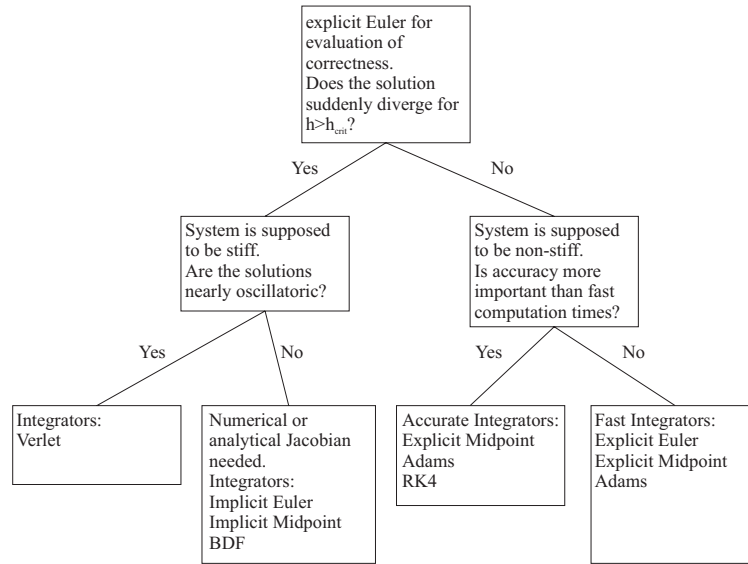 explicit Euler for
evaluation of
correctness.
Does the solution
suddenly diverge for
h>h_crit?
Yes
No
System is supposed
to be stiff.
Are the solutions
nearly oscillatoric?
System is supposed
to be non-stiff.
Is accuracy more
important than fast
computation times?
Yes
No
Yes
No
Integrators:
Verlet
Numerical or
analytical Jacobian
needed.
Integrators:
Implicit Euler
Implicit Midpoint
BDF
Accurate Integrators:
Explicit Midpoint
Adams
RK4
Fast Integrators:
Explicit Euler
Explicit Midpoint
Adams